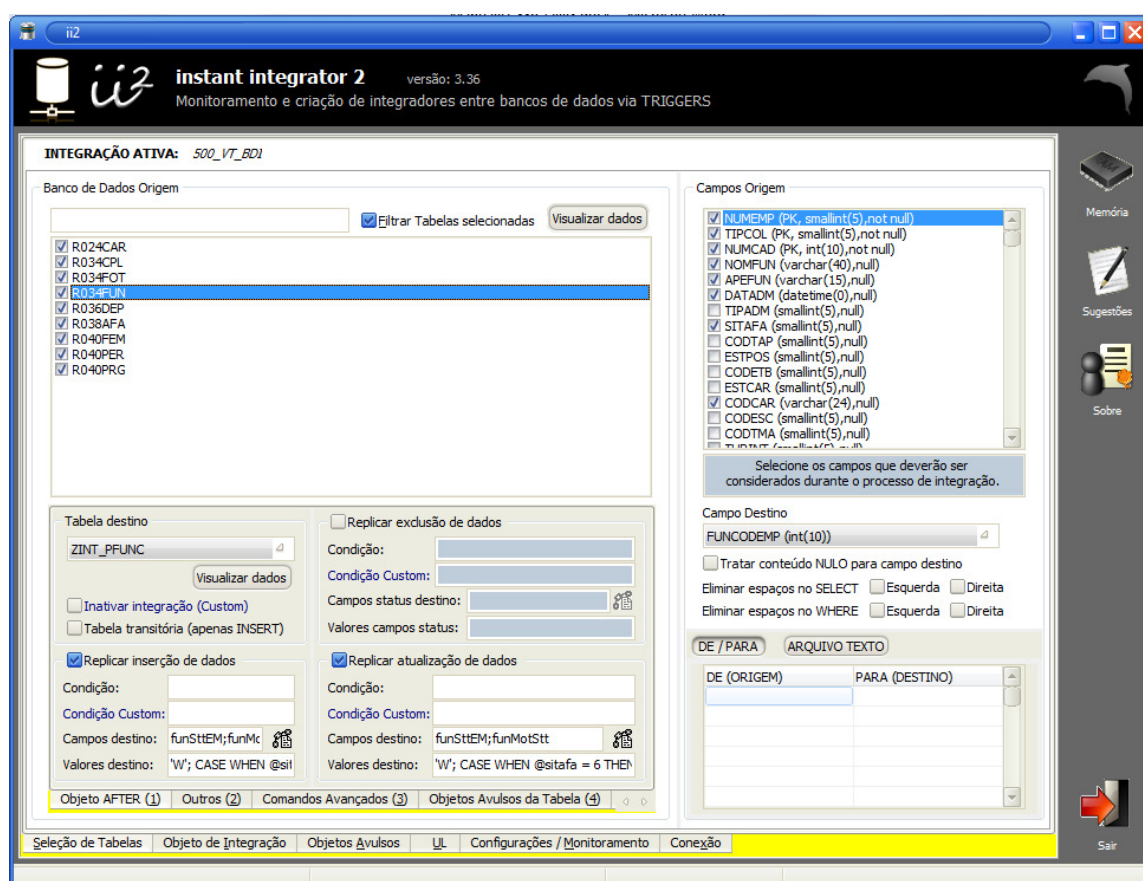 ii2
ii2
instant integrator 2 versão: 3.36
Monitoramento e criação de integradores entre bancos de dados via TRIGGERS
INTEGRAÇÃO ATIVA: 500_VT_BDI
Banco de Dados Origem
Filtrar Tabelas selecionadas
Visualizar dados
R024CAR
R034CPL
R034FOT
R034FUN
R036DEP
R038AFA
R040FEM
R040PER
R040PRG
Tabela destino
ZINT_PFUNC
Visualizar dados
Inativar integração (Custom)
Tabela transitória (apenas INSERT)
Replicar exclusão de dados
Condição:
Condição Custom:
Campos status destino:
Valores campos status:
Replicar inserção de dados
Condição:
Condição Custom:
Campos destino: funSttEM;funMc
Valores destino: 'W'; CASE WHEN @sit
Replicar atualização de dados
Condição:
Condição Custom:
Campos destino: funSttEM;funMotStt
Valores destino: 'W'; CASE WHEN @sitafa = 6 THEN
Objeto AFTER (1) Outros (2) Comandos Avançados (3) Objetos Avulsos da Tabela (4)
Campos Origem
NUMEMP (PK, smallint(5),not null)
TIPCOL (PK, smallint(5),not null)
NUMCAD (PK, int(10),not null)
NOMFUN (varchar(40),null)
APEFUN (varchar(15),null)
DATADM (datetime(0),null)
TIPADM (smallint(5),null)
SITAFA (smallint(5),null)
CODTAP (smallint(5),null)
ESTPOS (smallint(5),null)
CODETB (smallint(5),null)
ESTCAR (smallint(5),null)
CODCAR (varchar(24),null)
CODESC (smallint(5),null)
CODTMA (smallint(5),null)
Selecione os campos que deverão ser
considerados durante o processo de integração.
Campo Destino
FUNCODEMP (int(10))
Tratar conteúdo NULO para campo destino
Eliminar espaços no SELECT Esquerda Direita
Eliminar espaços no WHERE Esquerda Direita
DE / PARA ARQUIVO TEXTO
DE (ORIGEM) PARA (DESTINO)
Memória
Sugestões
Sobre
Sair
Seleção de Tabelas Objeto de Integração Objetos Avulsos UL Configurações / Monitoramento Conexão